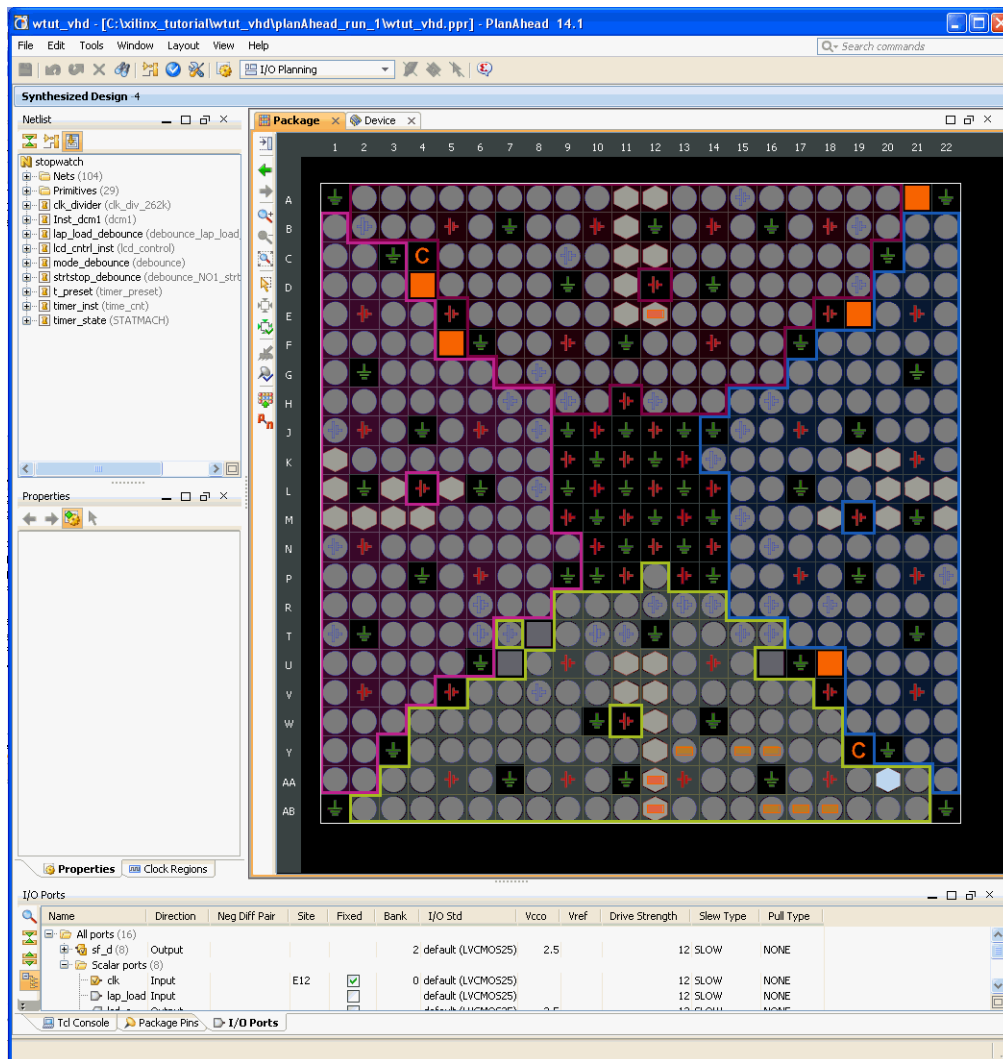 wtut_vhd - [C:\xilinx_tutorial\wtut_vhd\planAhead_run_1\wtut_vhd.ppr] - PlanAhead 14.1
File Edit Tools Window Layout View Help
Search commands
I/O Planning
Synthesized Design -4
Netlist
Package
Device
stopwatch
Nets (104)
Primitives (29)
clk_divider (clk_div_262k)
Inst_dcm1 (dcm1)
lap_load_debounce (debounce_lap_load_
lcd_cntrl_inst (lcd_control)
mode_debounce (debounce)
strtstop_debounce (debounce_NO1_strt
t_preset (timer_preset)
timer_inst (time_cnt)
timer_state (STATMACH)
Properties
Properties
Clock Regions
1 2 3 4 5 6 7 8 9 10 11 12 13 14 15 16 17 18 19 20 21 22
A
B
C C
D
E
F
G
H
J
K
L
M
N
P
R
T
U
V
W
Y C
AA
AB
I/O Ports
Name Direction Neg Diff Pair Site Fixed Bank I/O Std Vcco Vref Drive Strength Slew Type Pull Type
All ports (16)
sf_d (8) Output 2 default (LVCMOS25) 2.5 12 SLOW NONE
Scalar ports (8)
clk Input E12 0 default (LVCMOS25) 12 SLOW NONE
lap_load Input default (LVCMOS25) 12 SLOW NONE
Tcl Console
Package Pins
I/O Ports